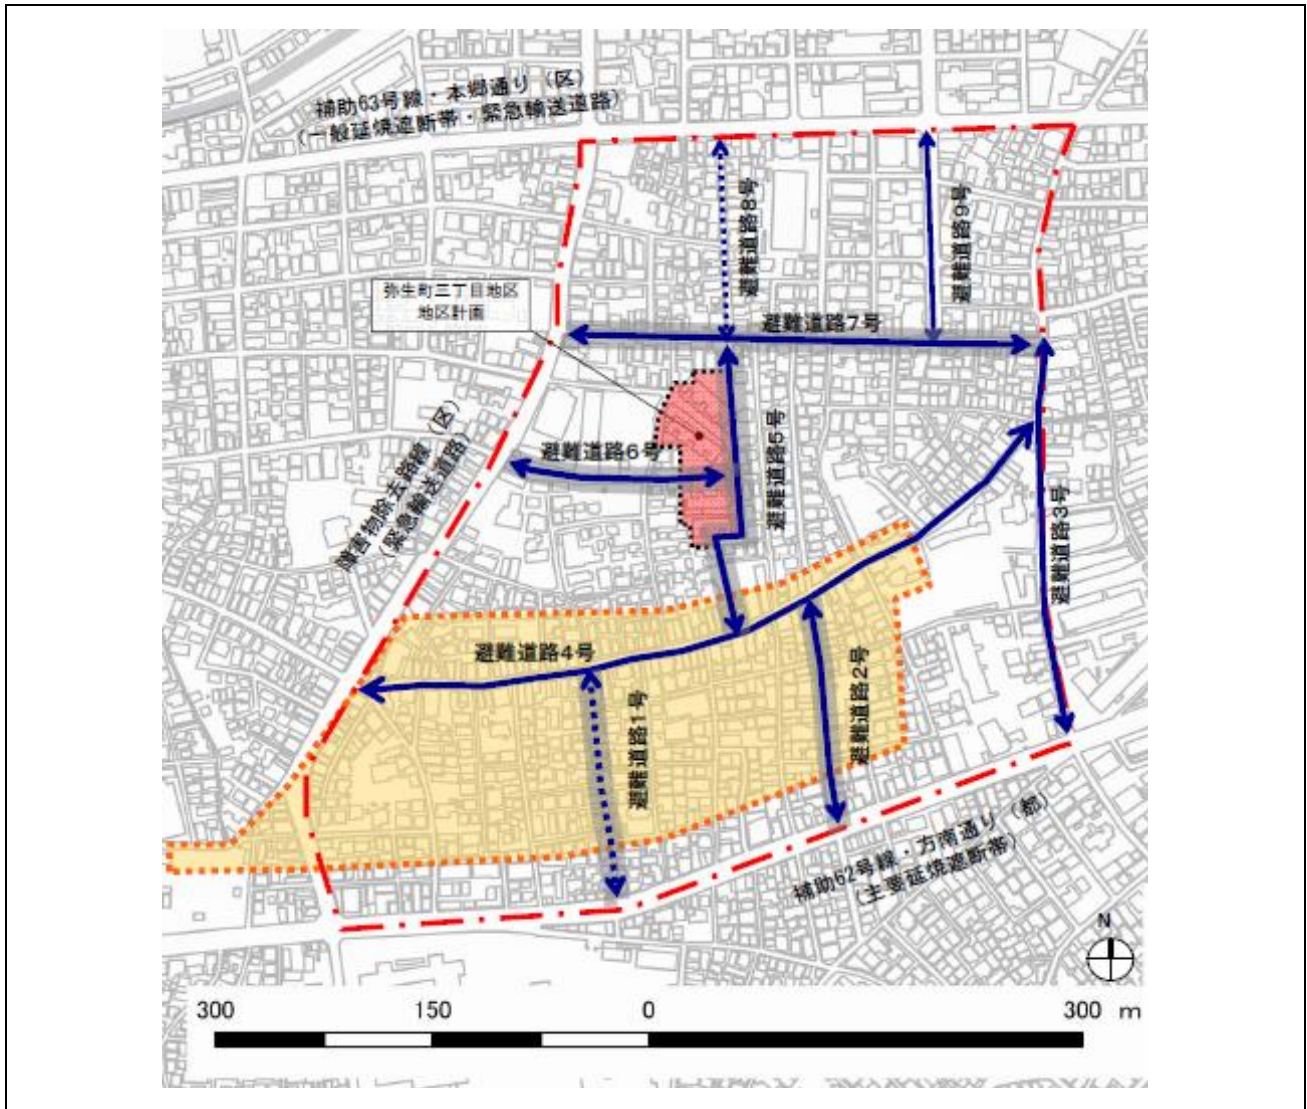 補助63号線・本郷通り（区）
（一般延焼遮断帯・緊急輸送道路）
避難道路8号
避難道路9号
弥生町三丁目地区
地区計画
避難道路7号
障害物除去路線（区）
（緊急輸送道路）
避難道路6号
避難道路5号
避難道路3号
避難道路4号
避難道路1号
避難道路2号
補助62号線・方南通り（都）
（主要延焼遮断帯）
N
300 150 0 300 m